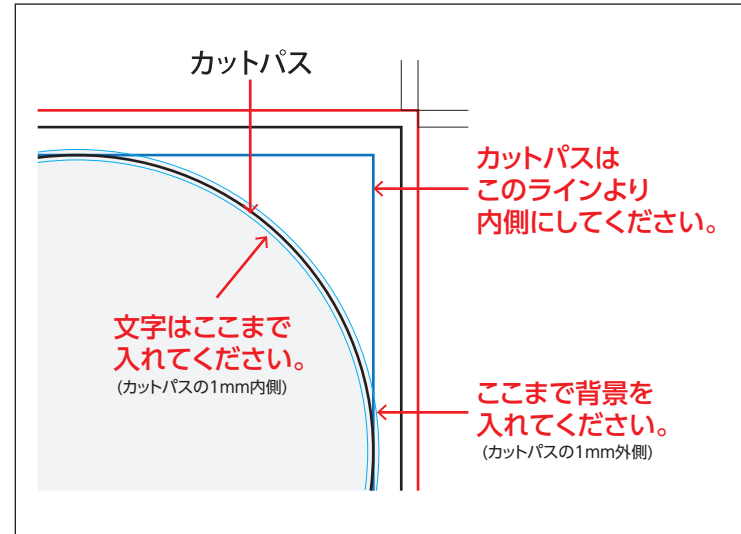 カットパス
カットパスは
このラインより
内側にしてください。
文字はここまで
入れてください。
(カットパスの1mm内側)
ここまで背景を
入れてください。
(カットパスの1mm外側)